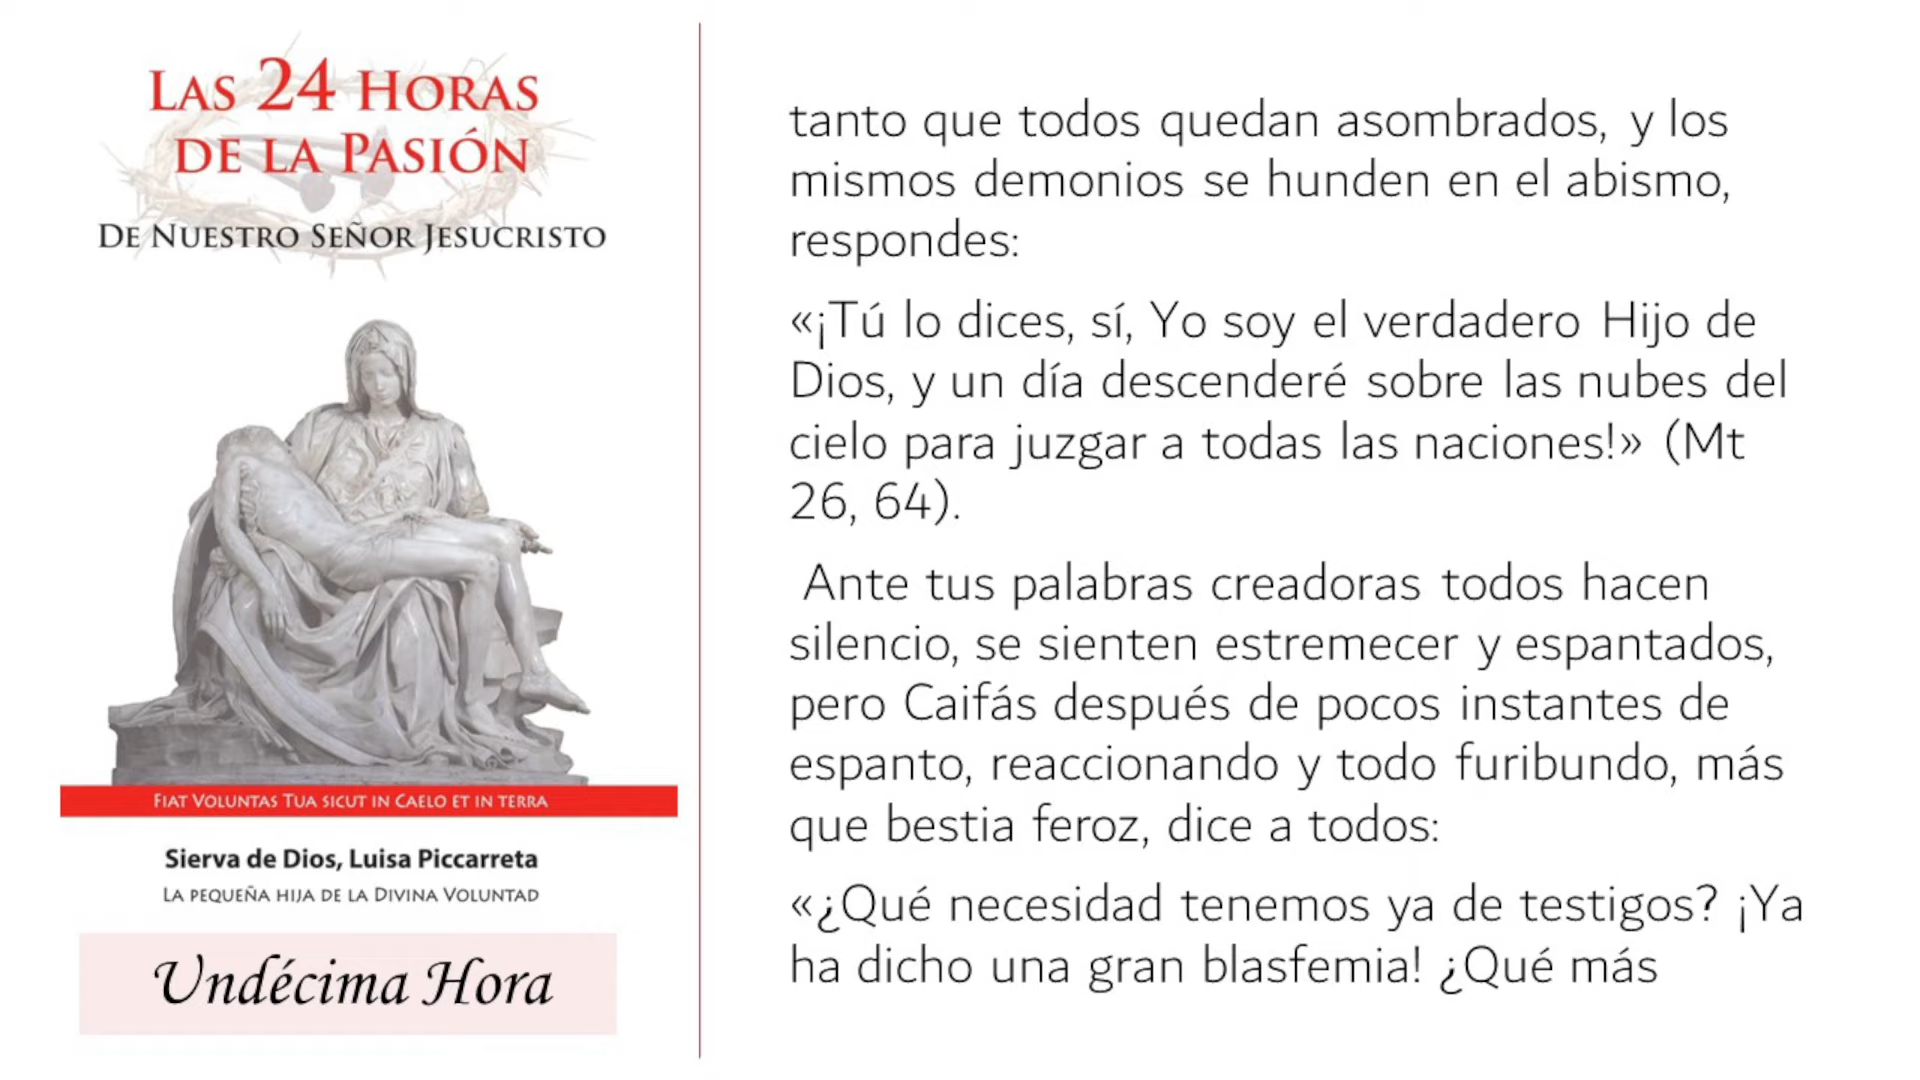 Las 24 Horas
de la Pasión
De Nuestro Señor Jesucristo
Fiat Voluntas Tua sicut in Caelo et in terra
Sierva de Dios, Luisa Piccarreta
La pequeña hija de la Divina Voluntad
Undécima Hora
tanto que todos quedan asombrados, y los
mismos demonios se hunden en el abismo,
respondes:
«¡Tú lo dices, sí, Yo soy el verdadero Hijo de
Dios, y un día descenderé sobre las nubes del
cielo para juzgar a todas las naciones!» (Mt
26, 64).
Ante tus palabras creadoras todos hacen
silencio, se sienten estremecer y espantados,
pero Caifás después de pocos instantes de
espanto, reaccionando y todo furibundo, más
que bestia feroz, dice a todos:
«¿Qué necesidad tenemos ya de testigos? ¡Ya
ha dicho una gran blasfemia! ¿Qué más